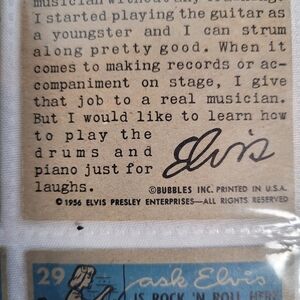 musician without any
I started playing the guitar as
a youngster and I can strum
along pretty good. When it
comes to making records or ac-
companiment on stage, I give
that job to a real musician.
But I would like to learn how
to play the
drums and
piano just for
laughs.
Elvis
©BUBBLES INC. PRINTED IN U.S.A.
© 1956 ELVIS PRESLEY ENTERPRISES—ALL RIGHTS RESERVED
29
ask Elvis
IS ROCK 'N ROLL HERE